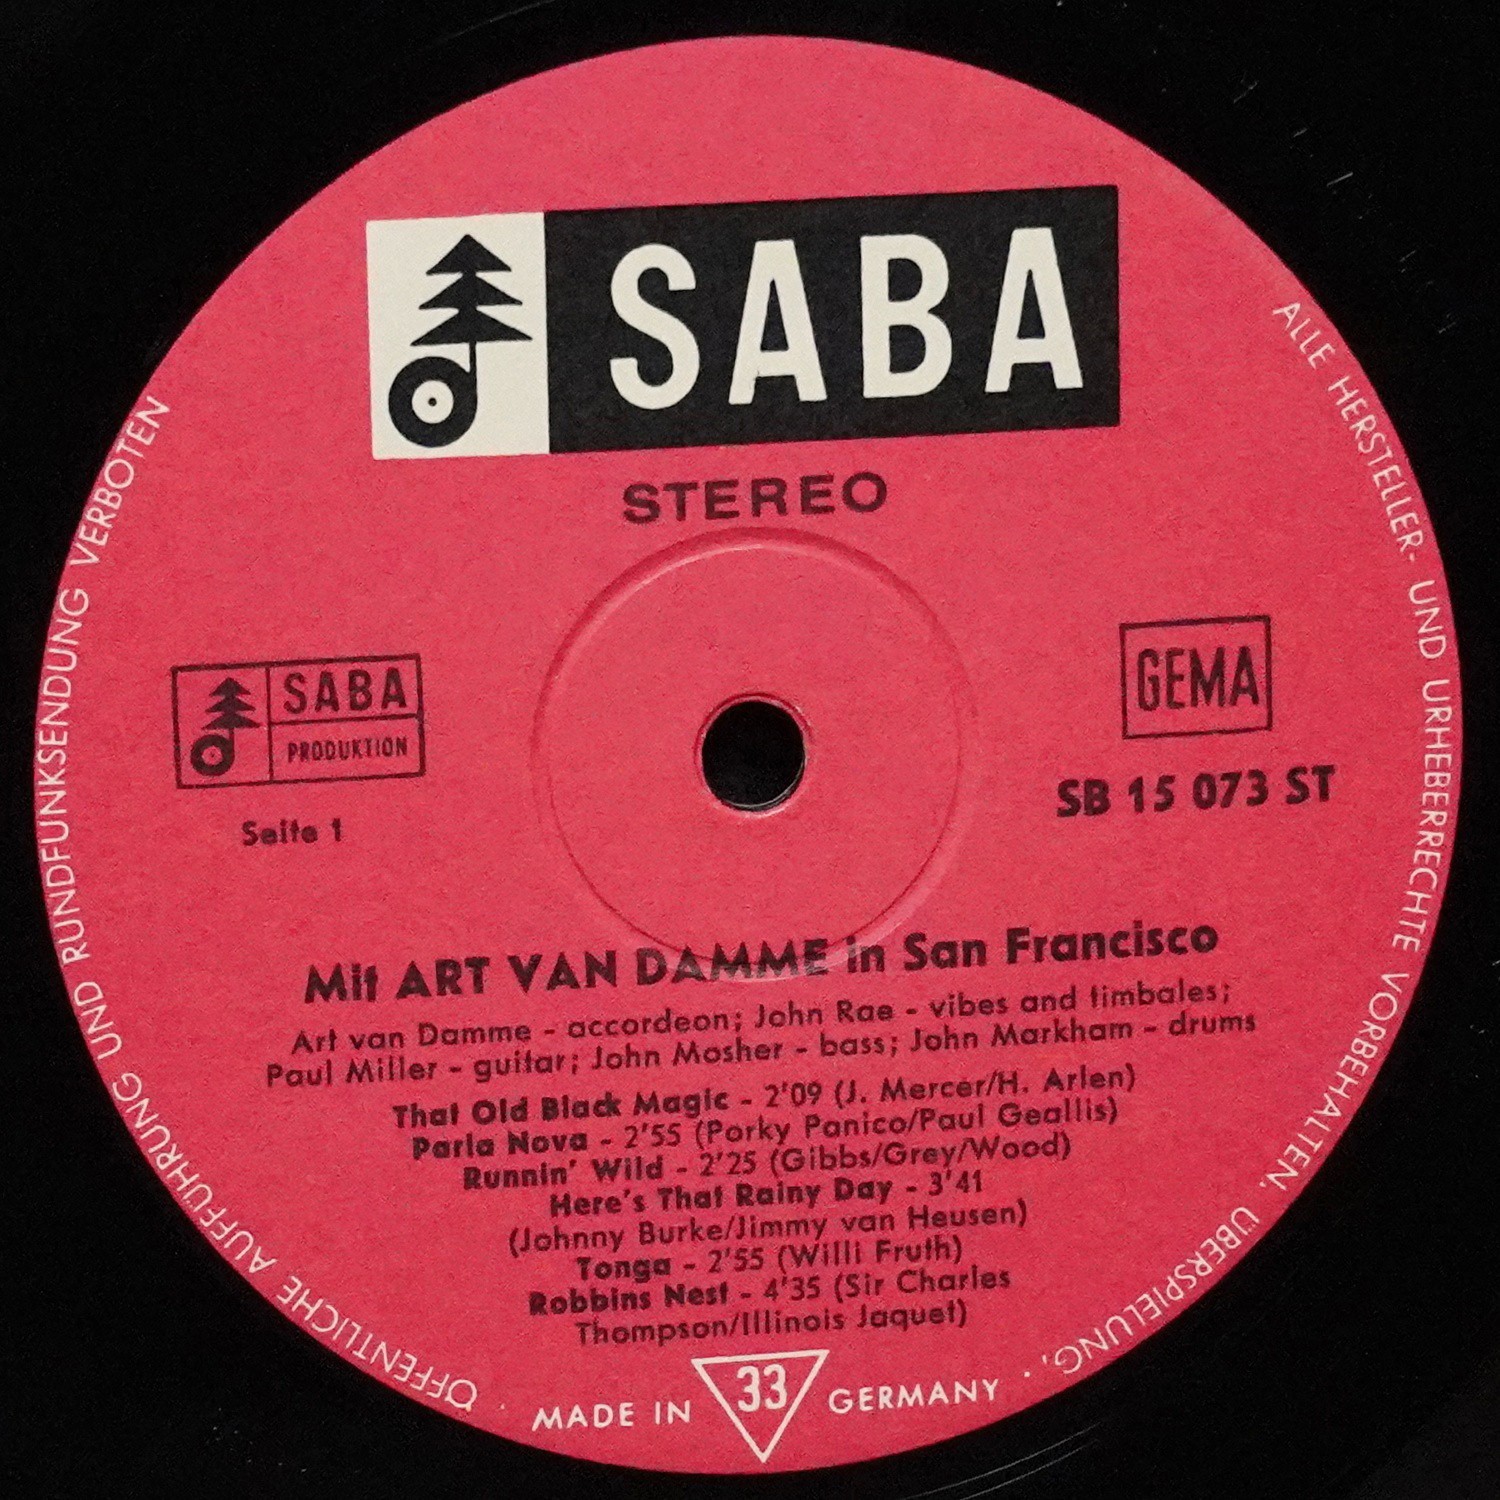 SABA
STEREO
SABA
PRODUKTION
Seite 1
GEMA
SB 15 073 ST
Mit ART VAN DAMME in San Francisco
Art van Damme - accordeon; John Rae - vibes and timbales;
Paul Miller - guitar; John Mosher - bass; John Markham - drums
That Old Black Magic - 2'09 (J. Mercer/H. Arlen)
Parla Nova - 2'55 (Porky Panico/Paul Geallis)
Runnin' Wild - 2'25 (Gibbs/Grey/Wood)
Here's That Rainy Day - 3'41
(Johnny Burke/Jimmy van Heusen)
Tonga - 2'55 (Willi Fruth)
Robbins Nest - 4'35 (Sir Charles
Thompson/Illinois Jaquet)
MADE IN 33 GERMANY
ALLE HERSTELLER- UND URHEBERRECHTE VORBEHALTEN. ÜBERSPIELUNG, · ÖFFENTLICHE AUFFÜHRUNG UND RUNDFUNKSENDUNG VERBOTEN